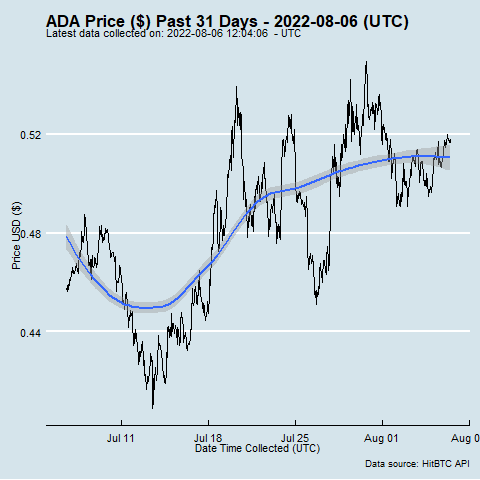 ADA Price ($) Past 31 Days - 2022-08-06 (UTC)
Latest data collected on: 2022-08-06 12:04:06 - UTC
0.52
0.48
0.44
Price USD ($)
Jul 11 Jul 18 Jul 25 Aug 01 Aug 0
Date Time Collected (UTC)
Data source: HitBTC API